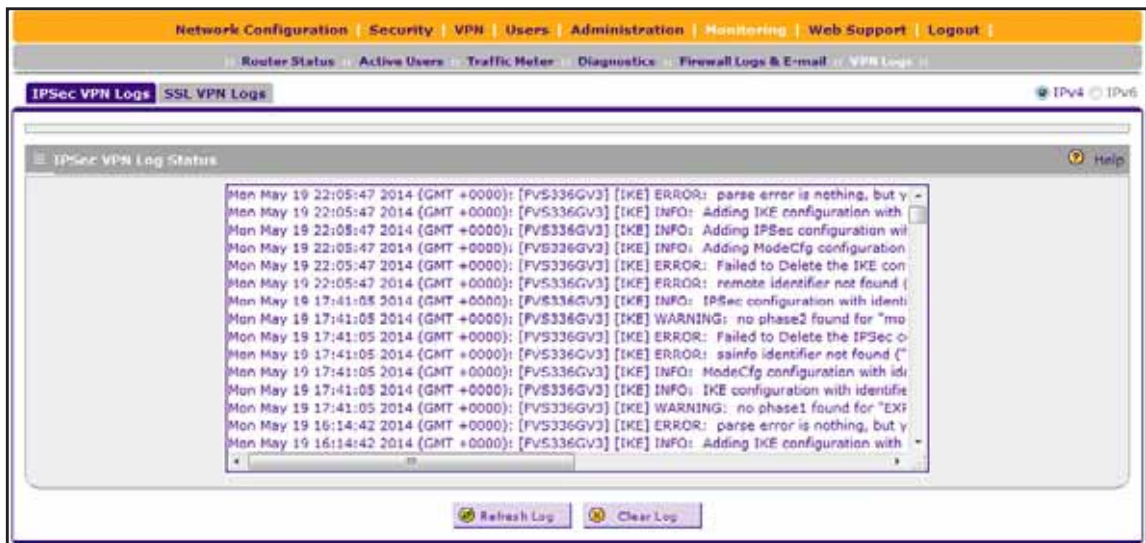 Network Configuration | Security | VPN | Users | Administration | Monitoring | Web Support | Logout |
:: Router Status :: Active Users :: Traffic Meter :: Diagnostics :: Firewall Logs & E-mail :: VPN Logs ::
IPSec VPN Logs SSL VPN Logs IPv4 IPv6
IPSec VPN Log Status Help
Mon May 19 22:05:47 2014 (GMT +0000): [FVS336GV3] [IKE] ERROR: parse error is nothing, but y
Mon May 19 22:05:47 2014 (GMT +0000): [FVS336GV3] [IKE] INFO: Adding IKE configuration with
Mon May 19 22:05:47 2014 (GMT +0000): [FVS336GV3] [IKE] INFO: Adding IPSec configuration wit
Mon May 19 22:05:47 2014 (GMT +0000): [FVS336GV3] [IKE] INFO: Adding ModeCfg configuration
Mon May 19 22:05:47 2014 (GMT +0000): [FVS336GV3] [IKE] ERROR: Failed to Delete the IKE con
Mon May 19 22:05:47 2014 (GMT +0000): [FVS336GV3] [IKE] ERROR: remote identifier not found (
Mon May 19 17:41:05 2014 (GMT +0000): [FVS336GV3] [IKE] INFO: IPSec configuration with identi
Mon May 19 17:41:05 2014 (GMT +0000): [FVS336GV3] [IKE] WARNING: no phase2 found for "mo
Mon May 19 17:41:05 2014 (GMT +0000): [FVS336GV3] [IKE] ERROR: Failed to Delete the IPSec c
Mon May 19 17:41:05 2014 (GMT +0000): [FVS336GV3] [IKE] ERROR: sainfo identifier not found ("
Mon May 19 17:41:05 2014 (GMT +0000): [FVS336GV3] [IKE] INFO: ModeCfg configuration with ide
Mon May 19 17:41:05 2014 (GMT +0000): [FVS336GV3] [IKE] INFO: IKE configuration with identifie
Mon May 19 17:41:05 2014 (GMT +0000): [FVS336GV3] [IKE] WARNING: no phase1 found for "EXF
Mon May 19 16:14:42 2014 (GMT +0000): [FVS336GV3] [IKE] ERROR: parse error is nothing, but y
Mon May 19 16:14:42 2014 (GMT +0000): [FVS336GV3] [IKE] INFO: Adding IKE configuration with
Refresh Log Clear Log